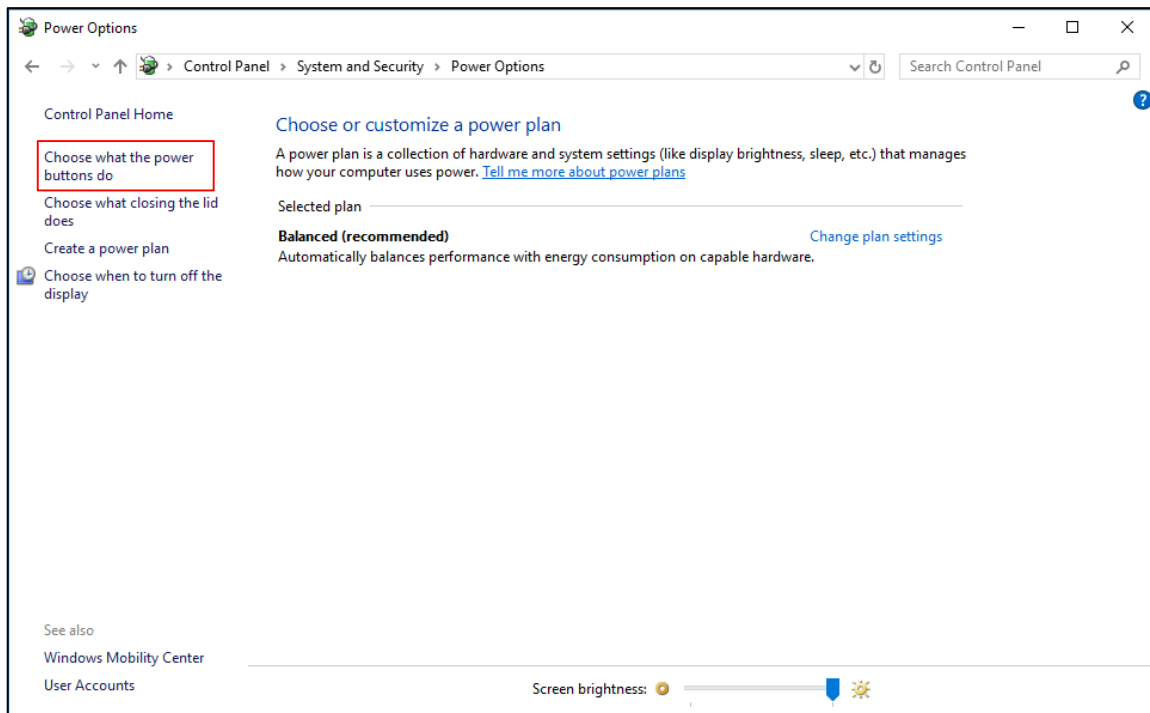 Power Options
Control Panel > System and Security > Power Options
Search Control Panel
?
Control Panel Home
Choose what the power
buttons do
Choose what closing the lid
does
Create a power plan
Choose when to turn off the
display
Choose or customize a power plan
A power plan is a collection of hardware and system settings (like display brightness, sleep, etc.) that manages
how your computer uses power. Tell me more about power plans
Selected plan
Balanced (recommended)
Change plan settings
Automatically balances performance with energy consumption on capable hardware.
See also
Windows Mobility Center
User Accounts
Screen brightness: